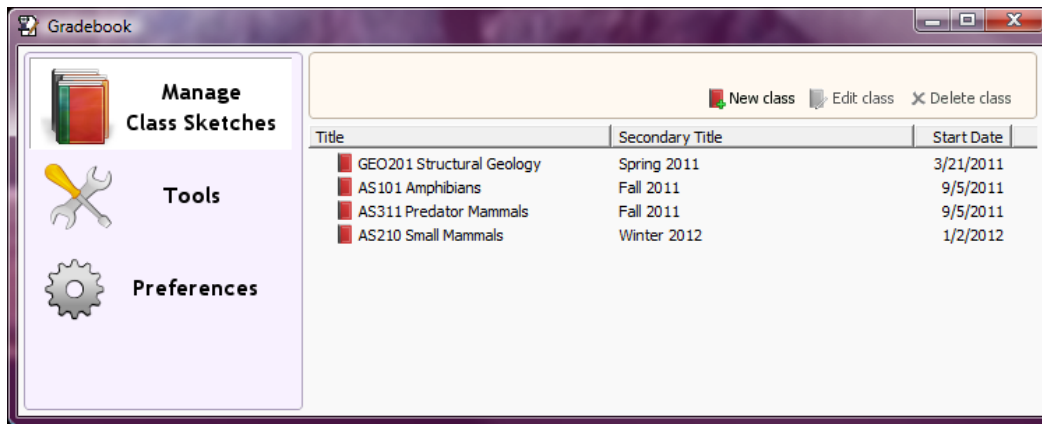 Gradebook
Manage
Class Sketches
Tools
Preferences
New class Edit class Delete class
Title Secondary Title Start Date
GEO201 Structural Geology Spring 2011 3/21/2011
AS101 Amphibians Fall 2011 9/5/2011
AS311 Predator Mammals Fall 2011 9/5/2011
AS210 Small Mammals Winter 2012 1/2/2012